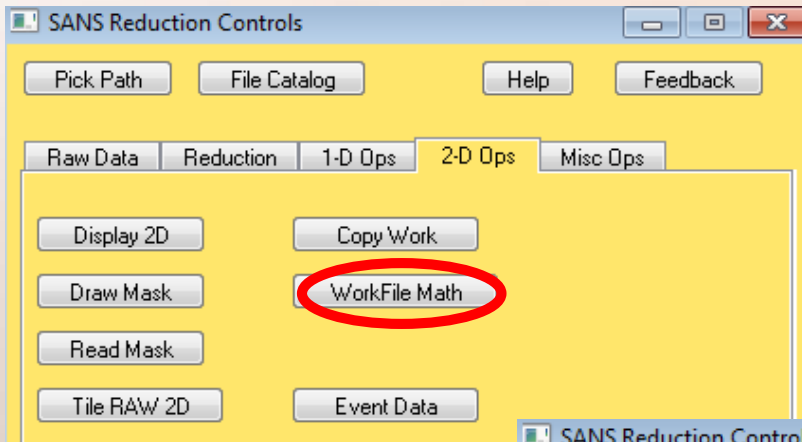 SANS Reduction Controls
Pick Path File Catalog Help Feedback
Raw Data Reduction 1-D Ops 2-D Ops Misc Ops
Display 2D Copy Work
Draw Mask WorkFile Math
Read Mask
Tile RAW 2D Event Data
SANS Reduction Contro